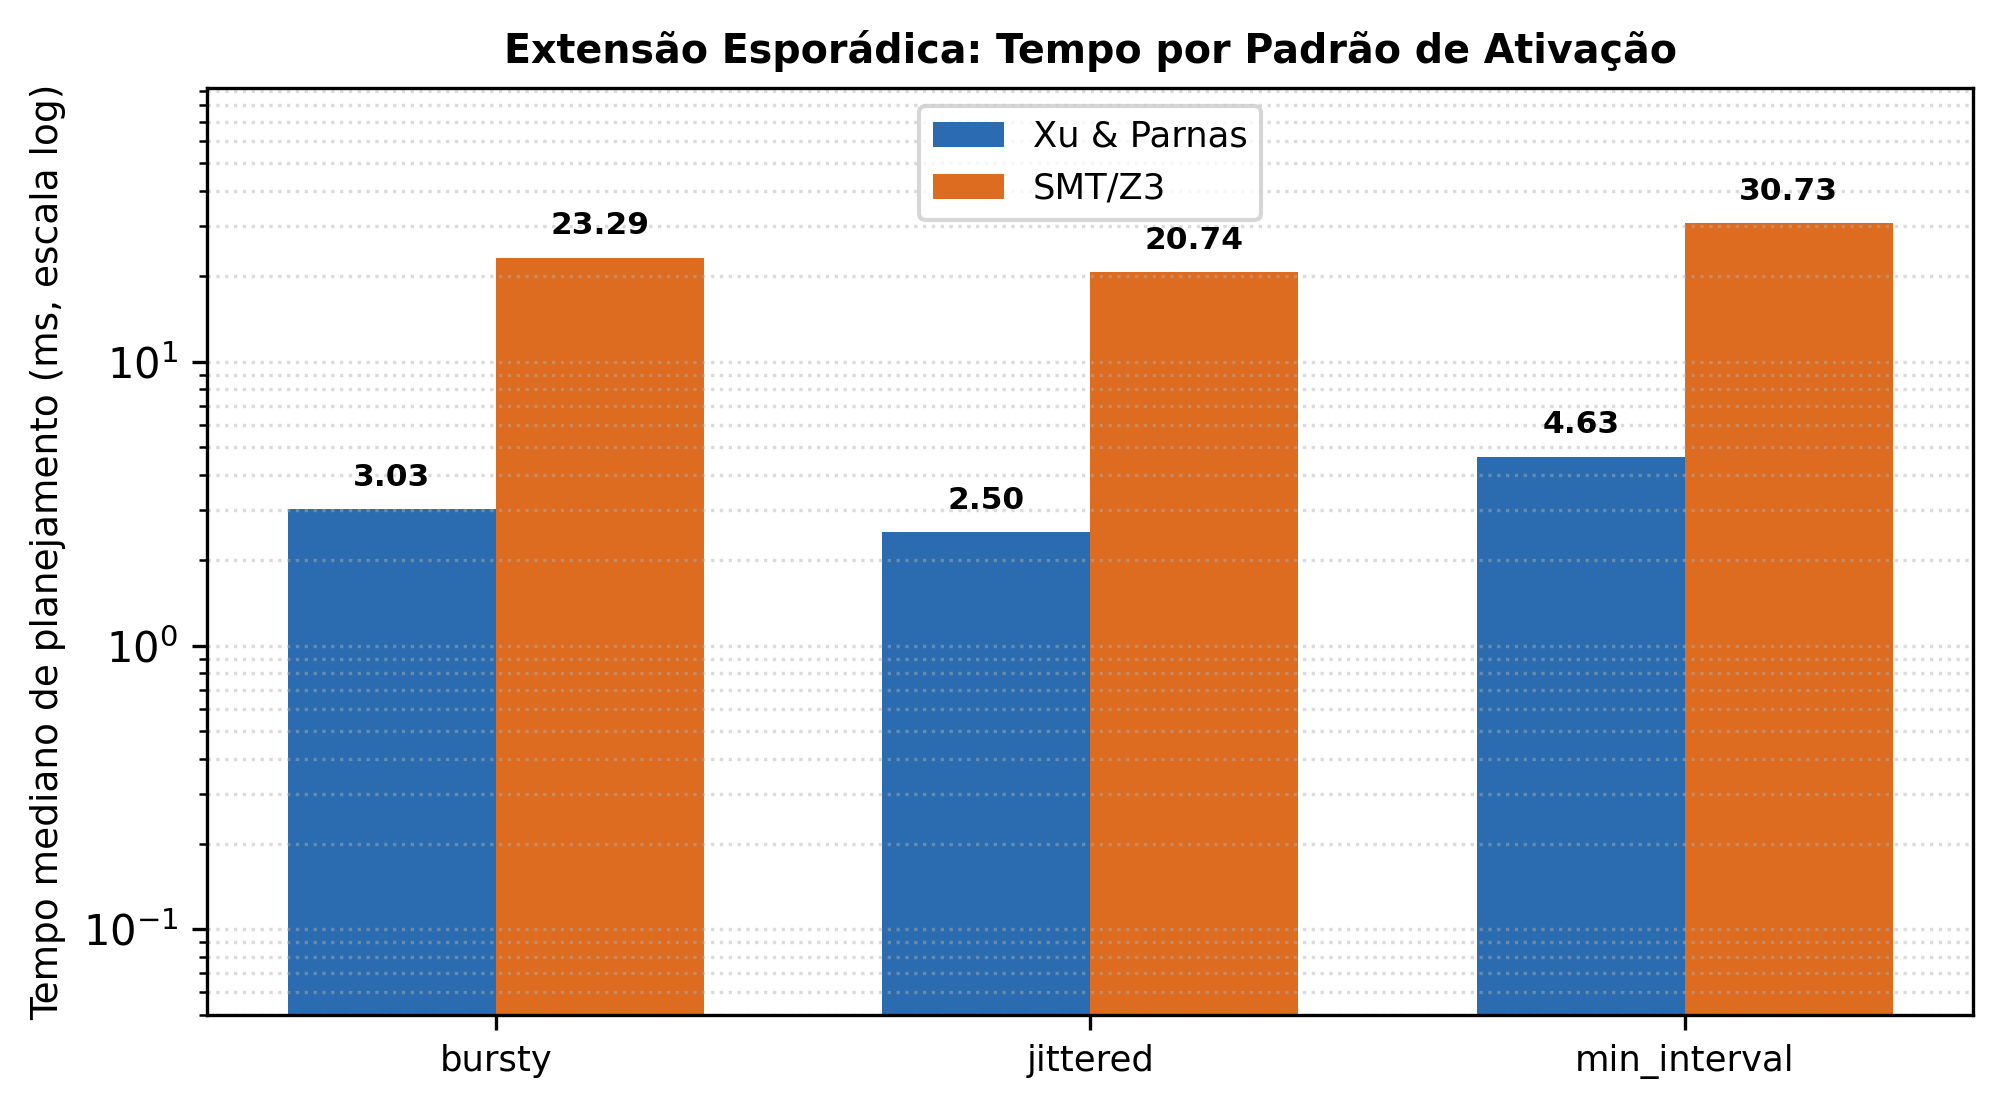 Extensão Esporádica: Tempo por Padrão de Ativação
Tempo mediano de planejamento (ms, escala log)
Xu & Parnas
SMT/Z3
10¹
10⁰
10⁻¹
3.03
23.29
2.50
20.74
4.63
30.73
bursty
jittered
min_interval